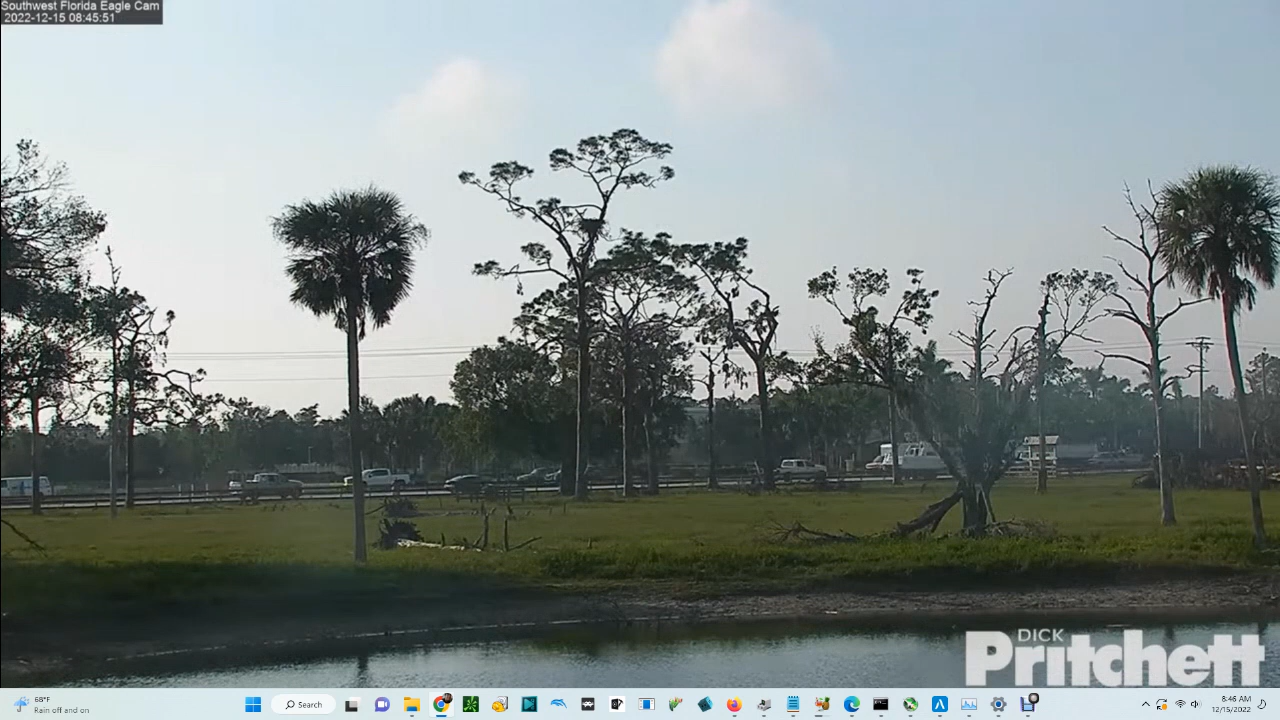 Southwest Florida Eagle Cam
2022-12-15 08:45:51
DICK
Pritchett
68°F
Rain off and on
Search
8:46 AM
12/15/2022